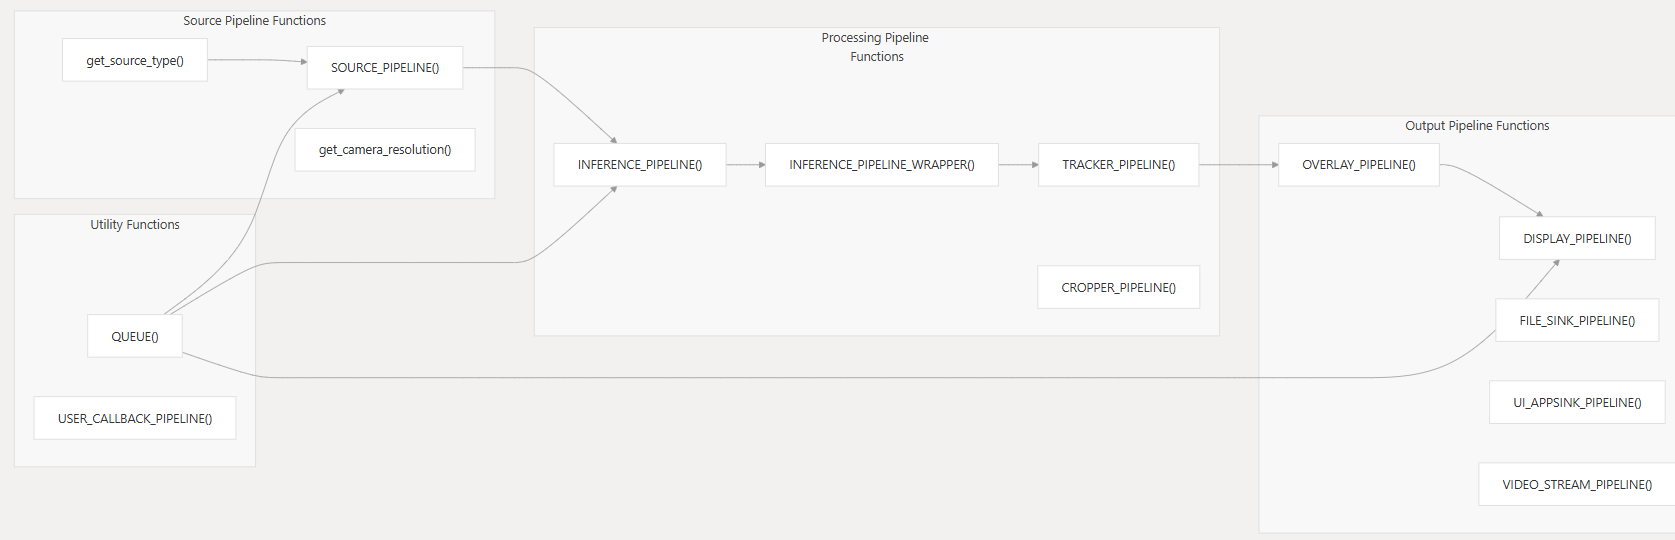 Source Pipeline Functions
get_source_type()
SOURCE_PIPELINE()
get_camera_resolution()
Utility Functions
QUEUE()
USER_CALLBACK_PIPELINE()
Processing Pipeline
Functions
INFERENCE_PIPELINE()
INFERENCE_PIPELINE_WRAPPER()
TRACKER_PIPELINE()
CROPPER_PIPELINE()
Output Pipeline Functions
OVERLAY_PIPELINE()
DISPLAY_PIPELINE()
FILE_SINK_PIPELINE()
UI_APPSINK_PIPELINE()
VIDEO_STREAM_PIPELINE()